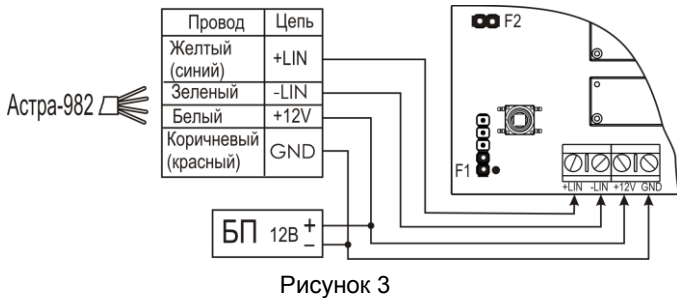 Провод Цепь
Желтый
(синий) +LIN
Зеленый -LIN
Белый +12V
Коричневый
(красный) GND
Астра-982
F2
F1
+LIN -LIN +12V GND
БП 12В + –
Рисунок 3